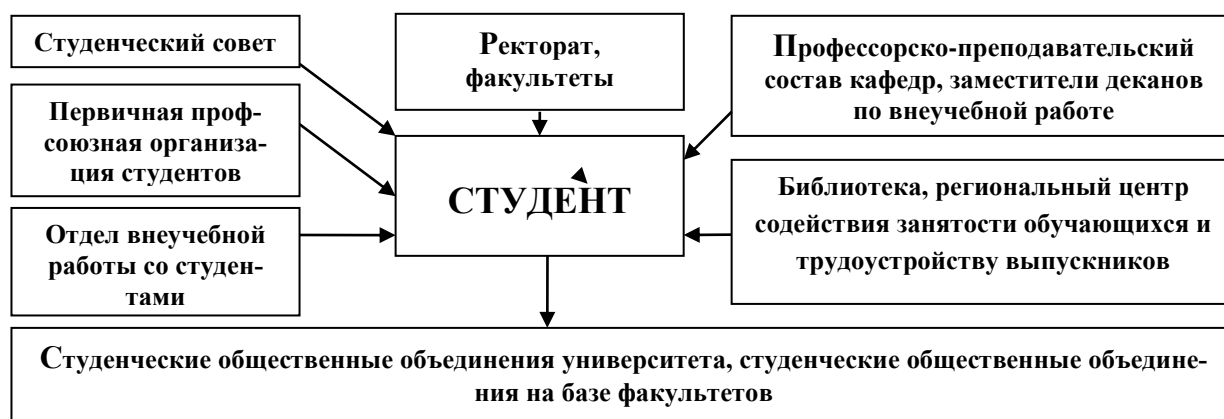 Студенческий совет
Ректорат,
факультеты
Профессорско-преподавательский
состав кафедр, заместители деканов
по внеучебной работе
Первичная проф-
союзная организа-
ция студентов
СТУДЕНТ
Библиотека, региональный центр
содействия занятости обучающихся и
трудоустройству выпускников
Отдел внеучебной
работы со студен-
тами
Студенческие общественные объединения университета, студенческие общественные объедине-
ния на базе факультетов